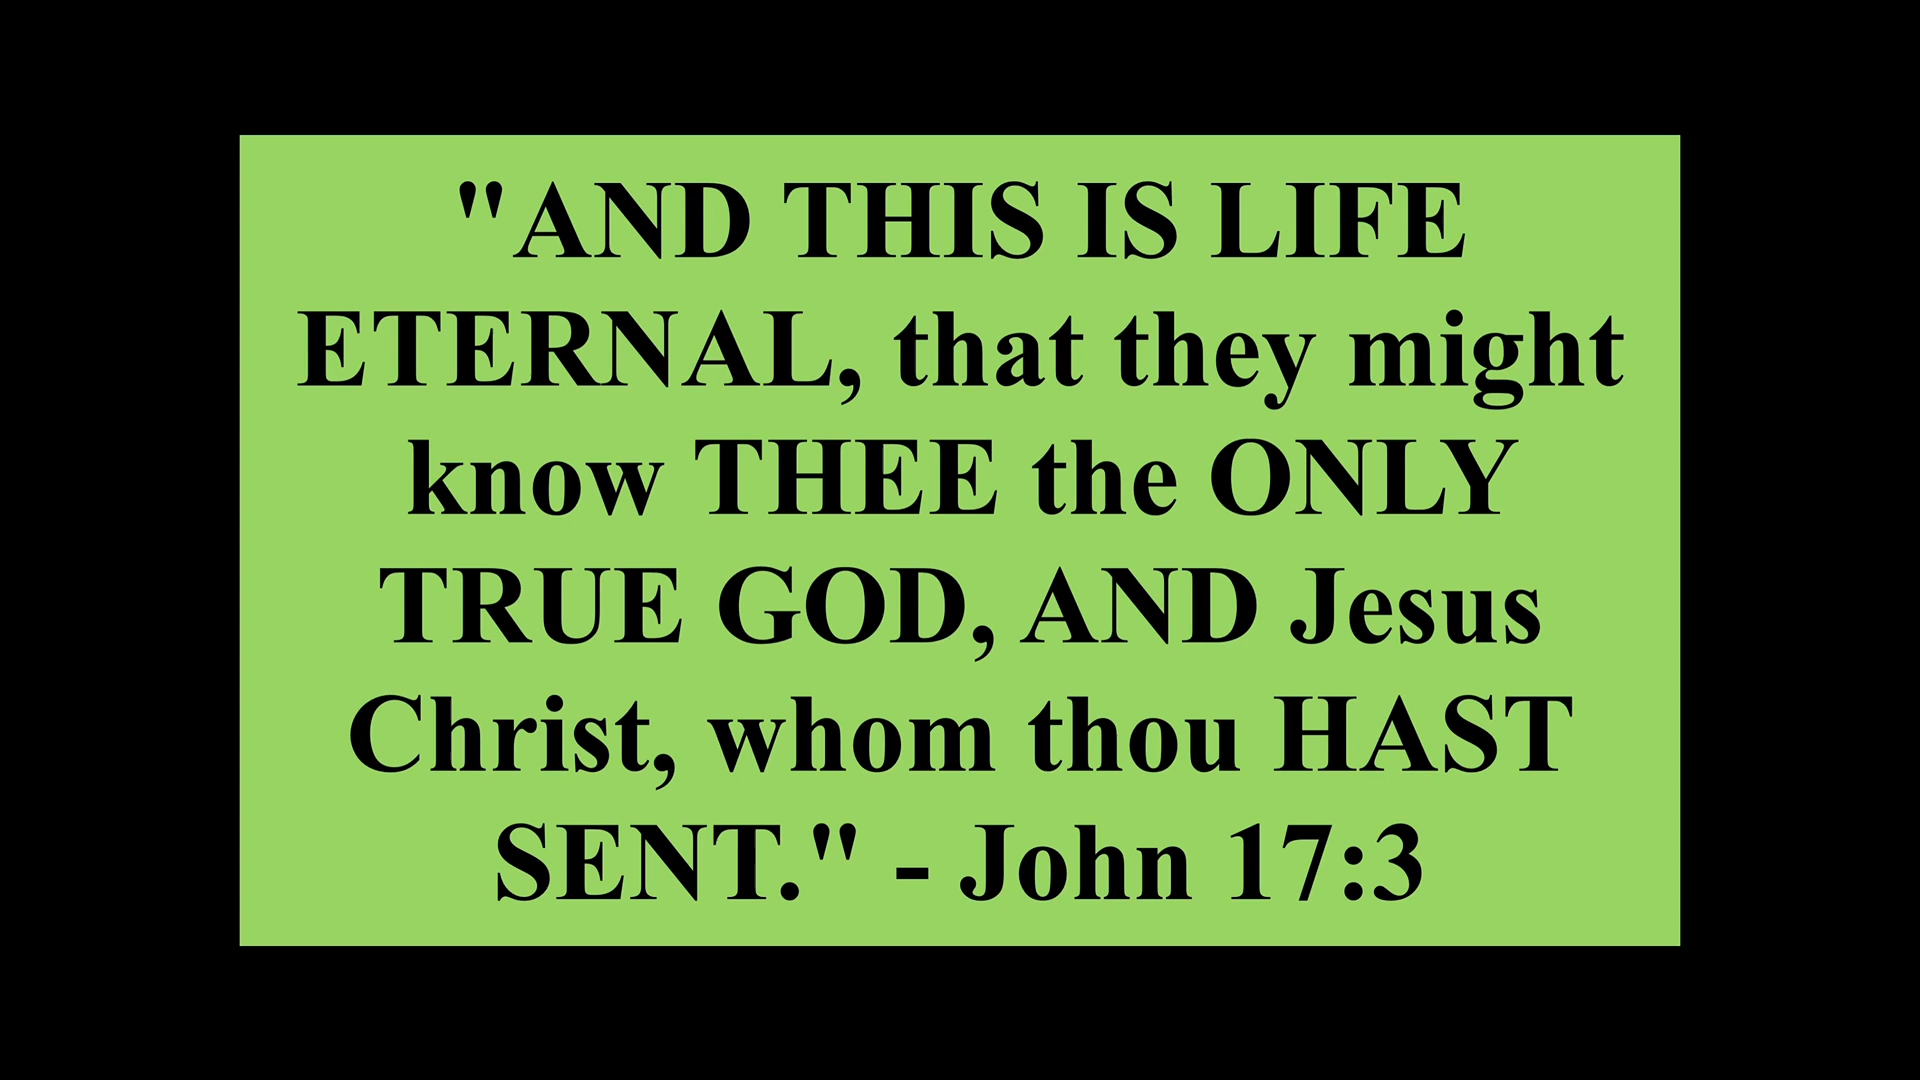 "AND THIS IS LIFE
ETERNAL, that they might
know THEE the ONLY
TRUE GOD, AND Jesus
Christ, whom thou HAST
SENT." - John 17:3